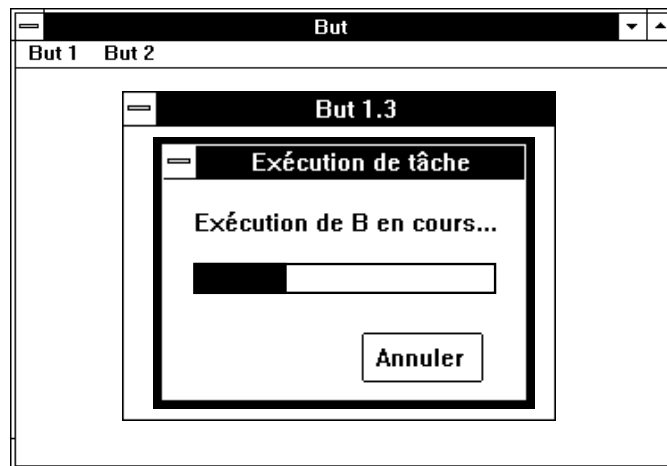 But
But 1 But 2
But 1.3
Exécution de tâche
Exécution de B en cours...
Annuler